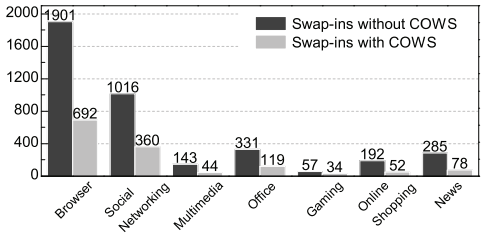 2000
1600
1200
800
400
0
Swap-ins without COWS
Swap-ins with COWS
1901
692
1016
360
143
44
331
119
57
34
192
52
285
78
Browser
Social
Networking
Multimedia
Office
Gaming
Online
Shopping
News